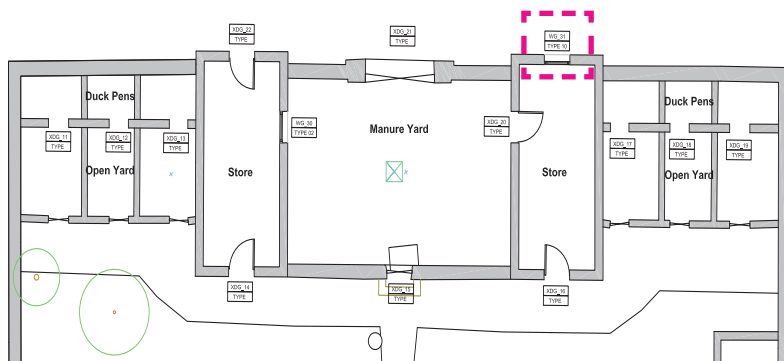 XDG_22
TYPE
XDG_21
TYPE
WG_31
TYPE 10
Duck Pens
XDG_11
TYPE
XDG_12
TYPE
XDG_13
TYPE
Open Yard
Store
WG_30
TYPE 02
Manure Yard
XDG_20
TYPE
Store
Duck Pens
XDG_17
TYPE
XDG_18
TYPE
XDG_19
TYPE
Open Yard
XDG_14
TYPE
XDG_15
TYPE
XDG_16
TYPE